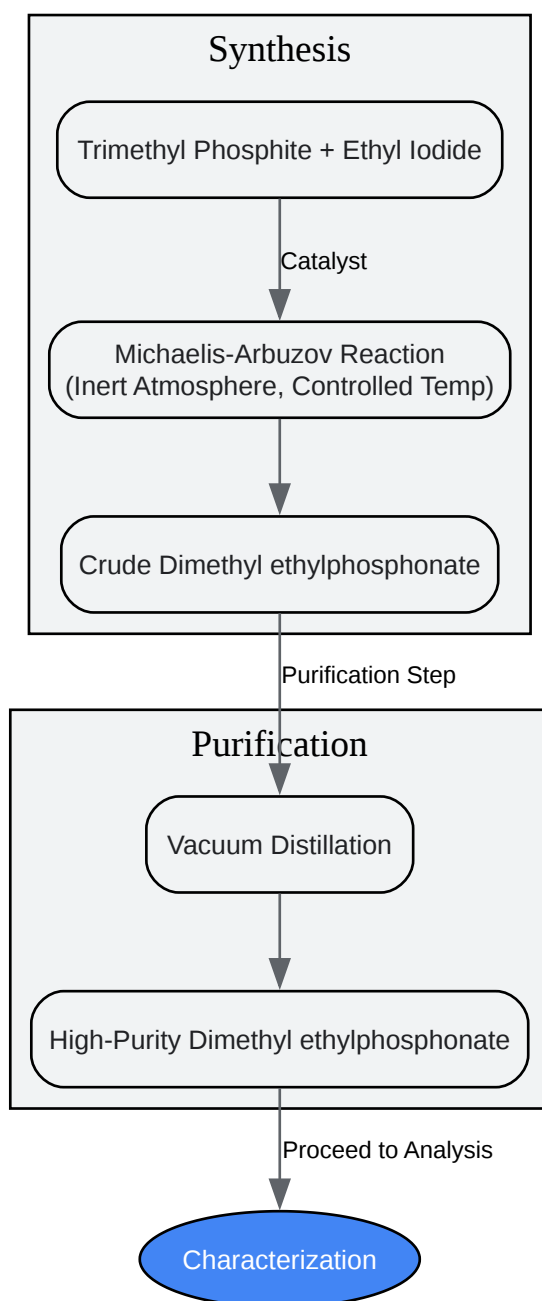 Synthesis
Trimethyl Phosphite + Ethyl Iodide
Catalyst
Michaelis-Arbuzov Reaction
(Inert Atmosphere, Controlled Temp)
Crude Dimethyl ethylphosphonate
Purification Step
Purification
Vacuum Distillation
High-Purity Dimethyl ethylphosphonate
Proceed to Analysis
Characterization